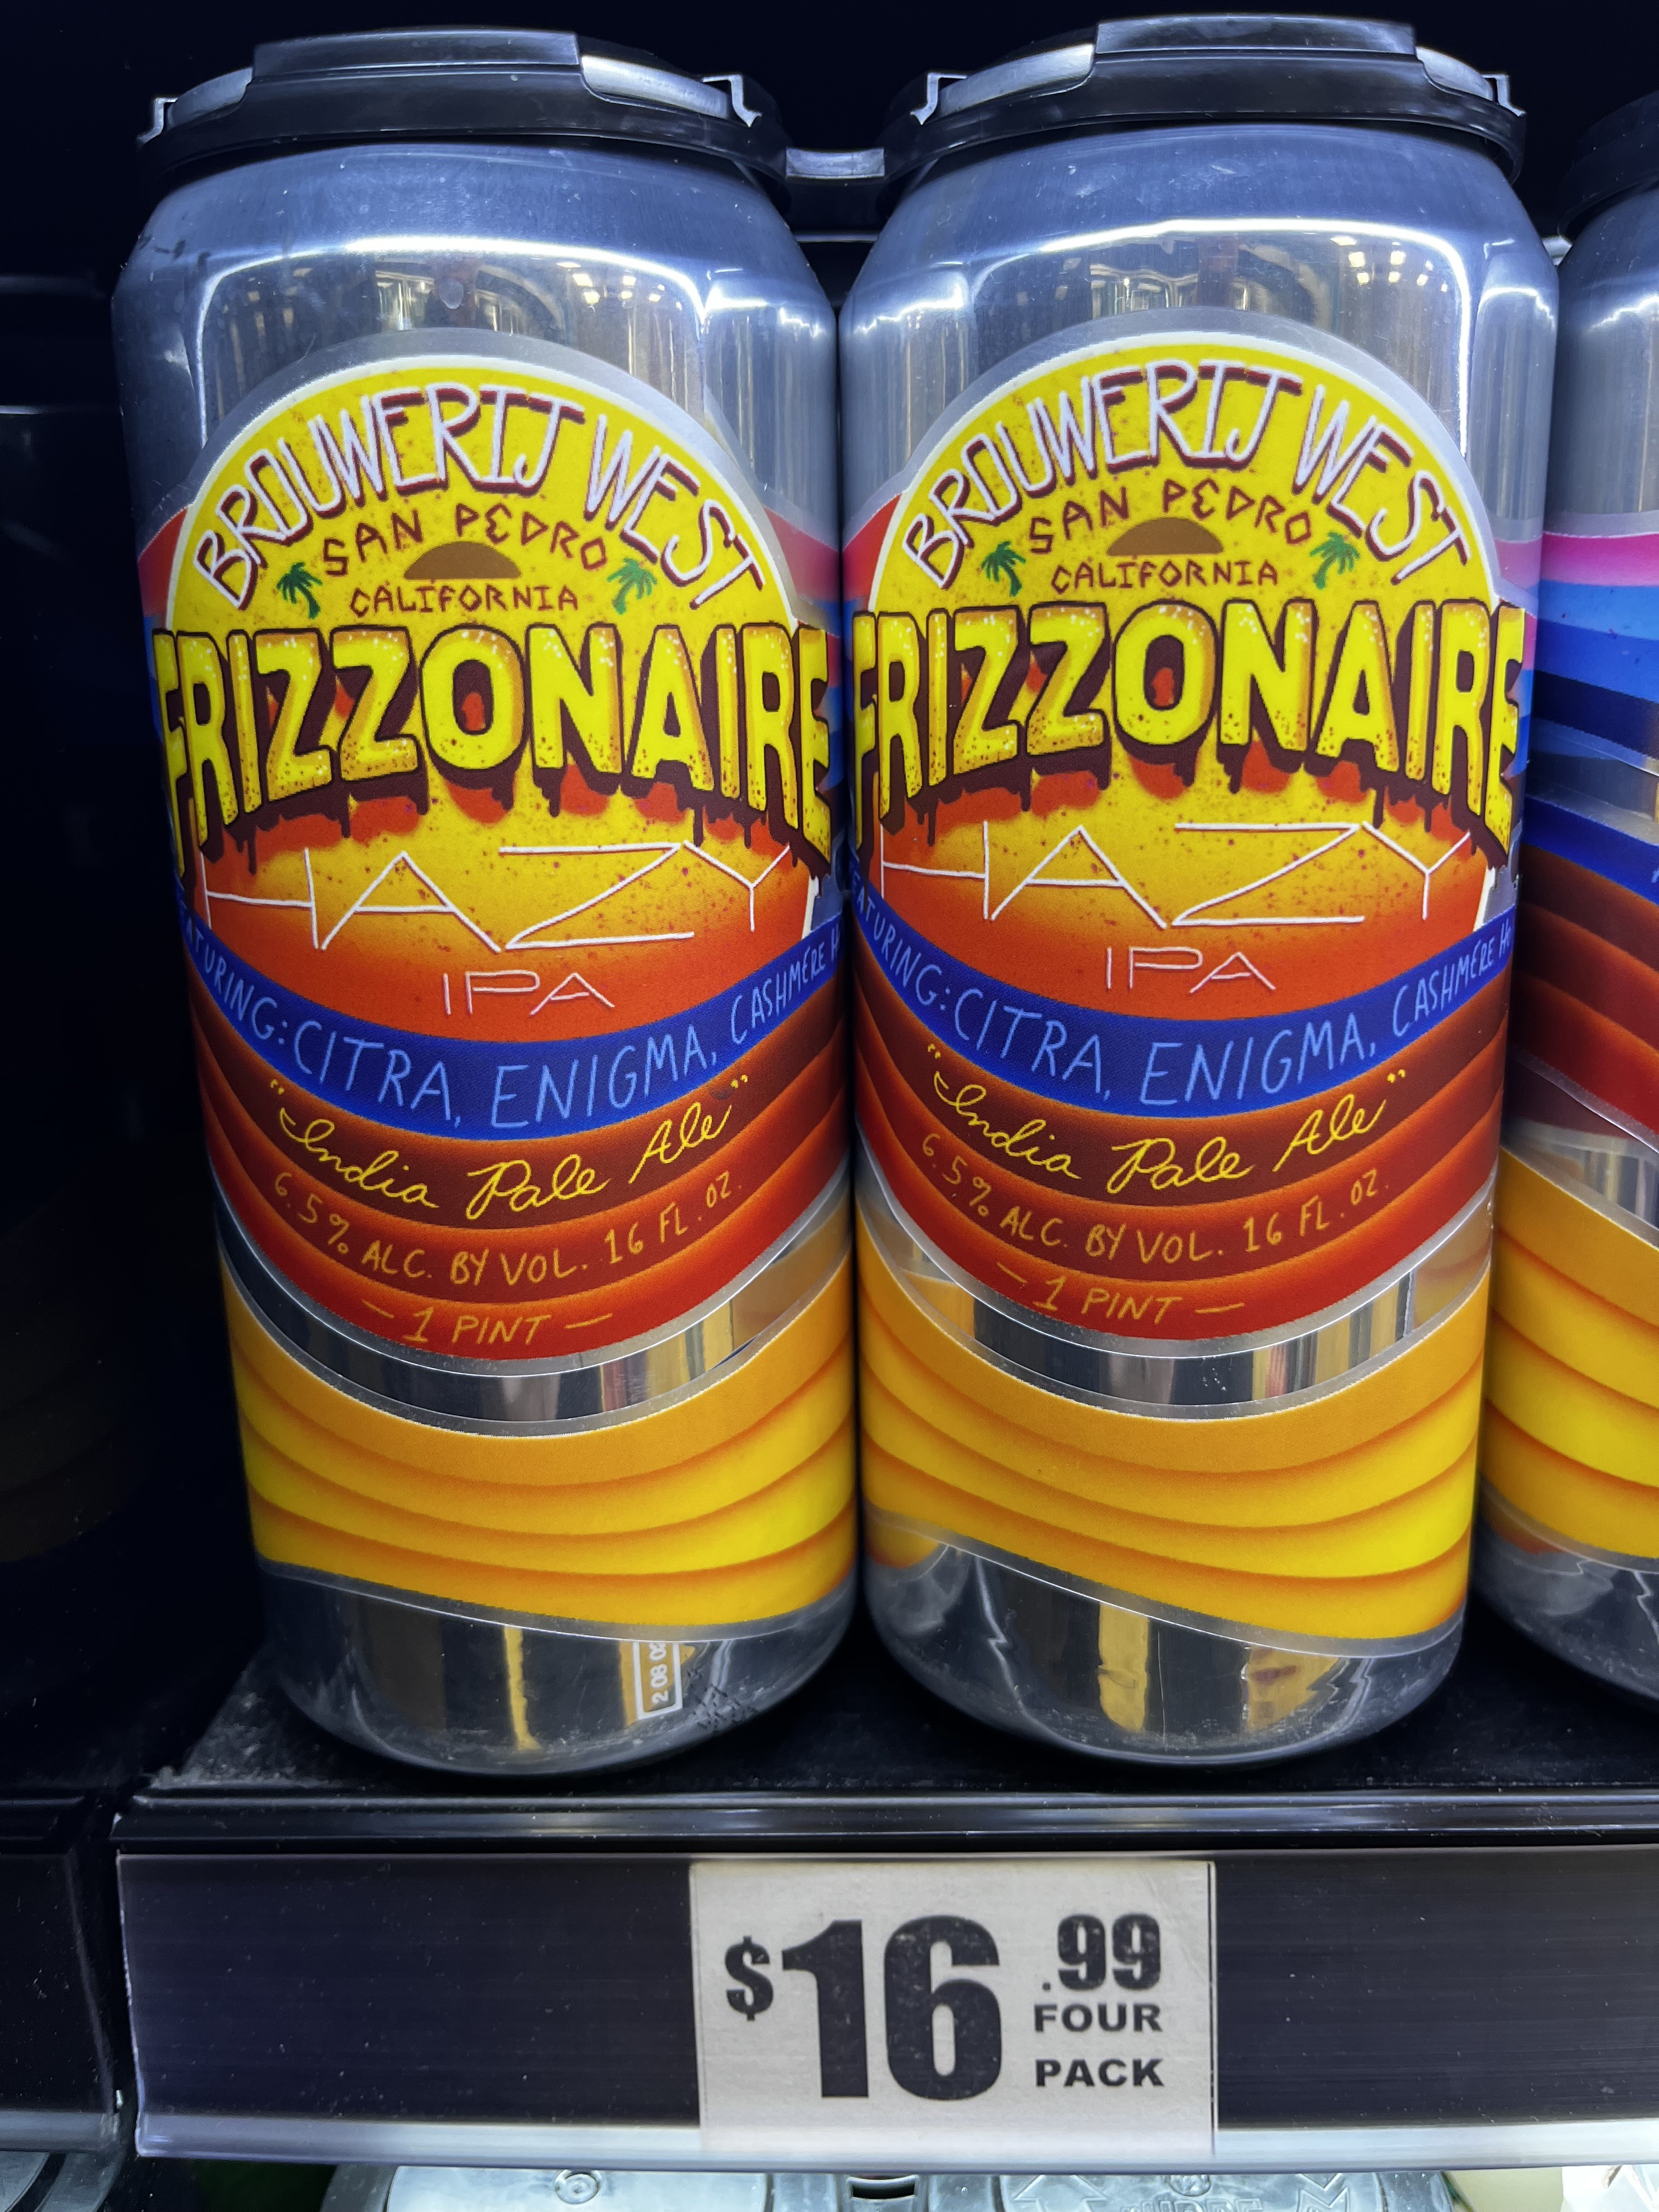 BROUWERIJ WEST
SAN PEDRO
CALIFORNIA
FRIZZONAIRE
HAZY
IPA
FEATURING: CITRA, ENIGMA, CASHMERE
"India Pale Ale"
6.5% ALC. BY VOL. 16 FL. OZ.
— 1 PINT —
BROUWERIJ WEST
SAN PEDRO
CALIFORNIA
FRIZZONAIRE
HAZY
IPA
FEATURING: CITRA, ENIGMA, CASHMERE
"India Pale Ale"
6.5% ALC. BY VOL. 16 FL. OZ.
— 1 PINT —
$16.99
FOUR
PACK